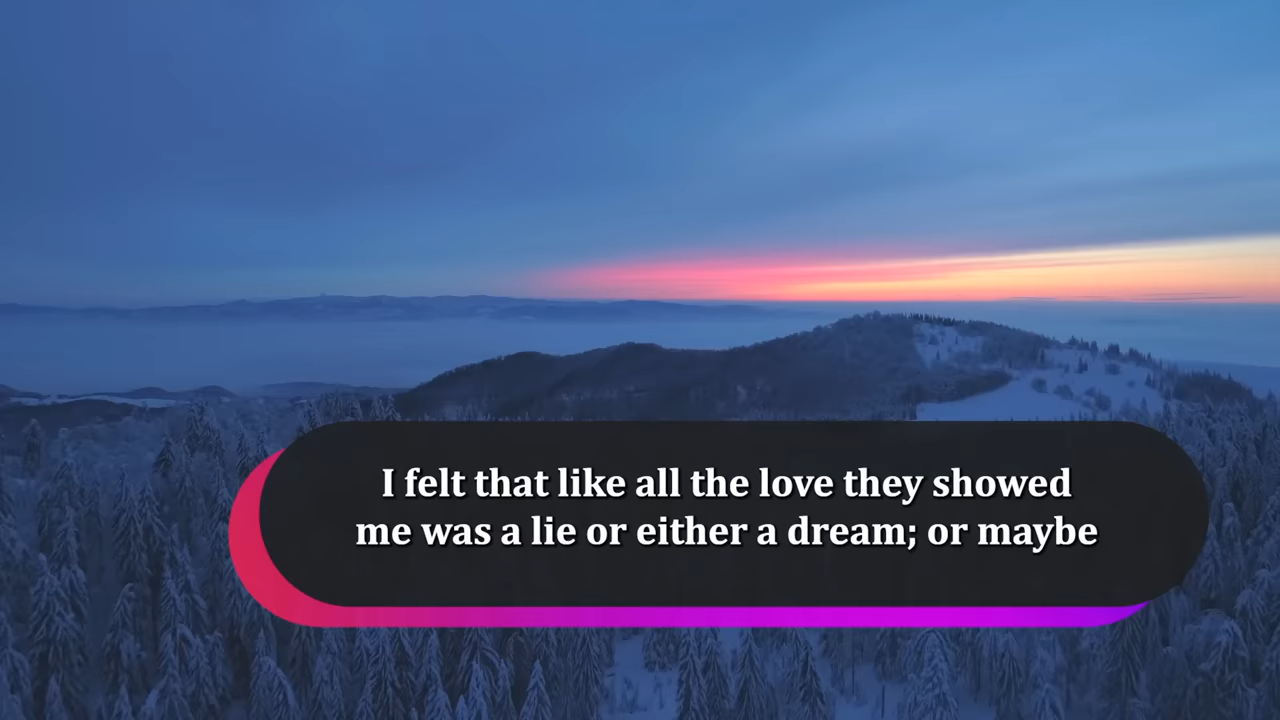 I felt that like all the love they showed
me was a lie or either a dream; or maybe